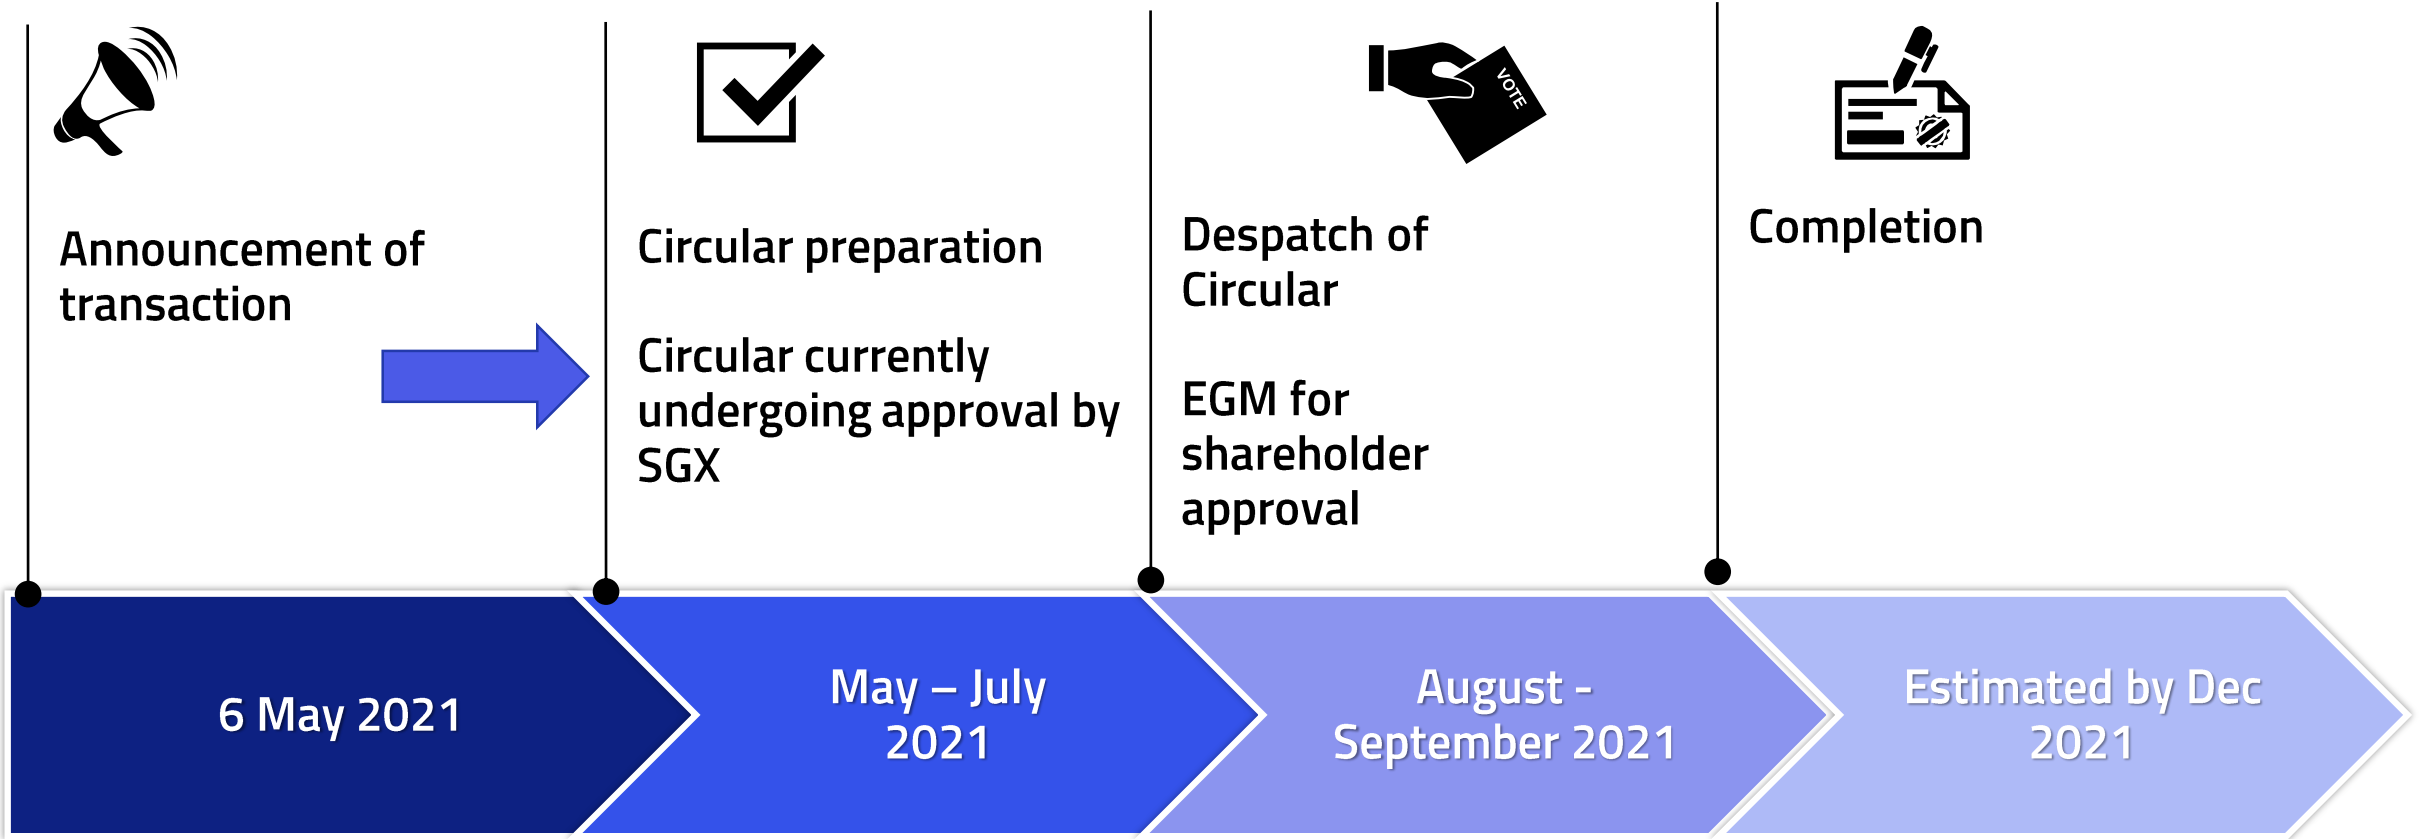 Announcement of
transaction
Circular preparation
Circular currently
undergoing approval by
SGX
VOTE
Despatch of
Circular
EGM for
shareholder
approval
Completion
6 May 2021
May – July
2021
August -
September 2021
Estimated by Dec
2021